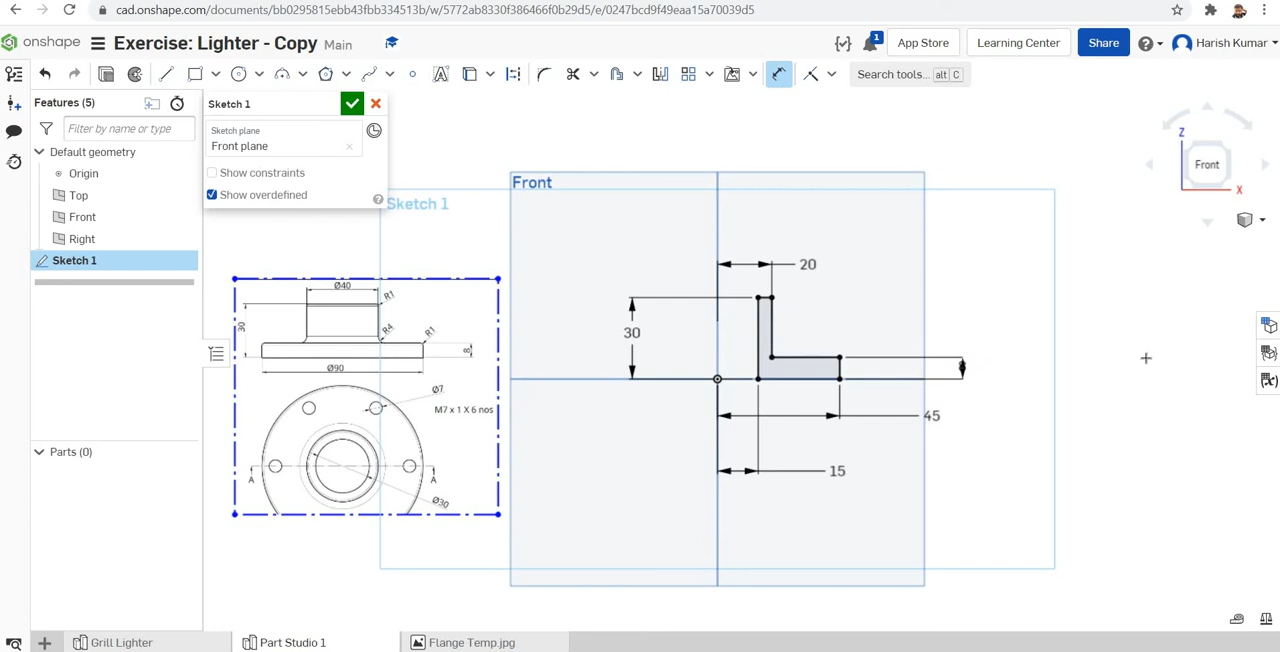 cad.onshape.com/documents/bb0295815ebb43fbb334513b/w/5772ab8330f386466f0b29d5/e/0247bcd9f49eaa15a70039d5
onshape Exercise: Lighter - Copy Main 1 App Store Learning Center Share Harish Kumar
Search tools... alt C
Features (5)
Filter by name or type
Default geometry
Origin
Top
Front
Right
Sketch 1
Parts (0)
Sketch 1
Sketch plane
Front plane
Show constraints
Show overdefined
Front
Sketch 1
Z
Front
X
Ø40
R1
30
R4
R1
8
Ø90
Ø7
M7 x 1 X 6 nos
A
A
Ø30
20
30
8
45
15
Grill Lighter Part Studio 1 Flange Temp.jpg